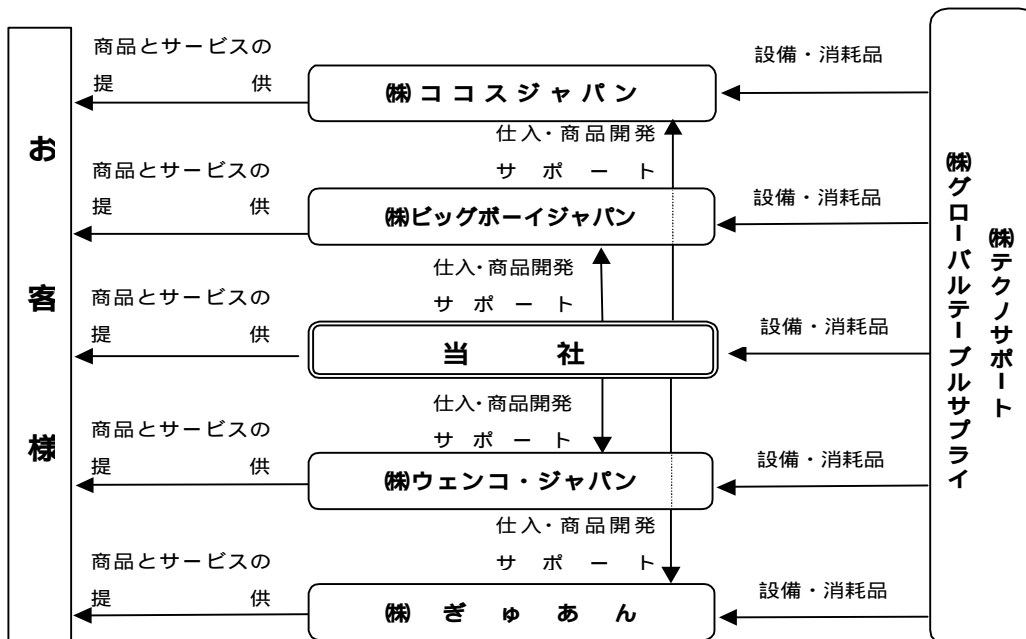 お客様
商品とサービスの
提供
㈱ココスジャパン
設備・消耗品
仕入・商品開発
サポート
商品とサービスの
提供
㈱ビッグボーイジャパン
設備・消耗品
仕入・商品開発
サポート
商品とサービスの
提供
当社
設備・消耗品
仕入・商品開発
サポート
商品とサービスの
提供
㈱ウェンコ・ジャパン
設備・消耗品
仕入・商品開発
サポート
商品とサービスの
提供
㈱ぎゅあん
設備・消耗品
㈱テクノサポート
㈱グローバルテーブルサプライ